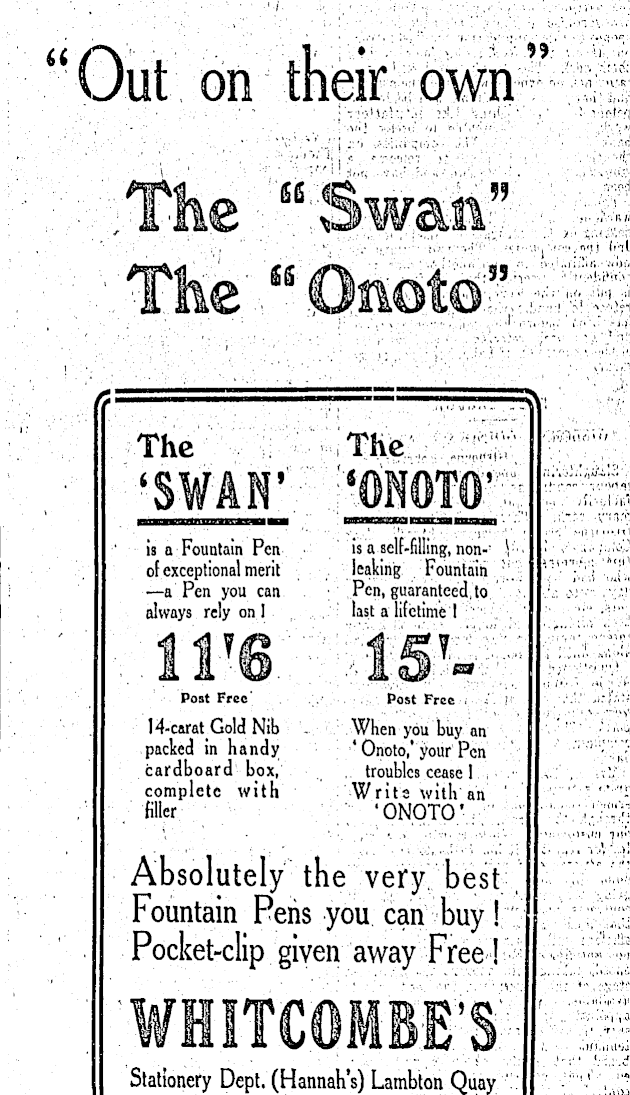 “Out on their own”
The “Swan”
The “Onoto”
The
‘SWAN’
is a Fountain Pen
of exceptional merit
—a Pen you can
always rely on!
11'6
Post Free
14-carat Gold Nib
packed in handy
cardboard box,
complete with
filler
The
‘ONOTO’
is a self-filling, non-
leaking Fountain
Pen, guaranteed to
last a lifetime!
15'-
Post Free
When you buy an
‘Onoto,’ your Pen
troubles cease!
Write with an
‘ONOTO’
Absolutely the very best
Fountain Pens you can buy!
Pocket-clip given away Free!
WHITCOMBE'S
Stationery Dept. (Hannah's) Lambton Quay